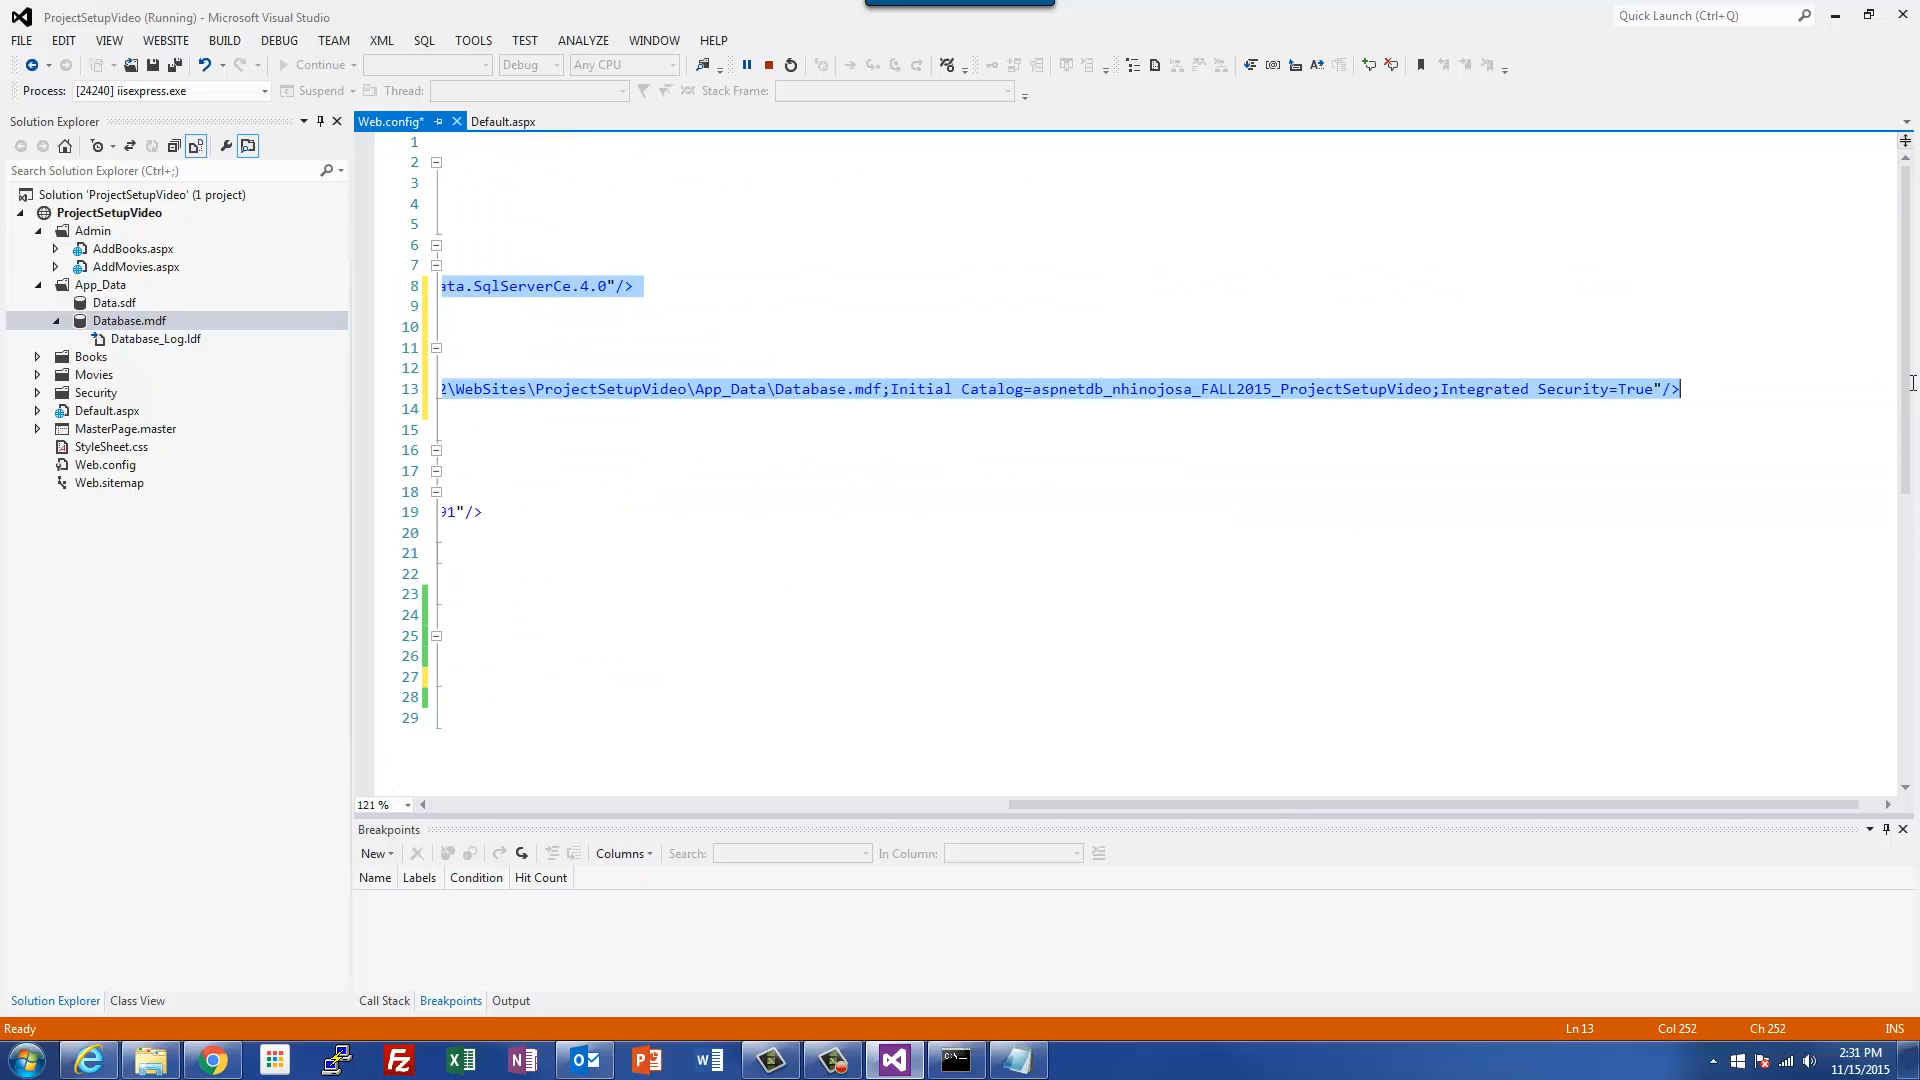 ProjectSetupVideo (Running) - Microsoft Visual Studio
Quick Launch (Ctrl+Q)
FILE EDIT VIEW WEBSITE BUILD DEBUG TEAM XML SQL TOOLS TEST ANALYZE WINDOW HELP
Continue Debug Any CPU
Process: [24240] iisexpress.exe Suspend Thread: Stack Frame:
Solution Explorer
Web.config* Default.aspx
Search Solution Explorer (Ctrl+;)
Solution 'ProjectSetupVideo' (1 project)
ProjectSetupVideo
Admin
AddBooks.aspx
AddMovies.aspx
App_Data
Data.sdf
Database.mdf
Database_Log.ldf
Books
Movies
Security
Default.aspx
MasterPage.master
StyleSheet.css
Web.config
Web.sitemap
Solution Explorer Class View
1
2
3
4
5
6
7
8 ata.SqlServerCe.4.0"/>
9
10
11
12
13 2\WebSites\ProjectSetupVideo\App_Data\Database.mdf;Initial Catalog=aspnetdb_nhinojosa_FALL2015_ProjectSetupVideo;Integrated Security=True"/>
14
15
16
17
18
19 91"/>
20
21
22
23
24
25
26
27
28
29
121 %
Breakpoints
New Columns Search: In Column:
Name Labels Condition Hit Count
Call Stack Breakpoints Output
Ready Ln 13 Col 252 Ch 252 INS
2:31 PM
11/15/2015